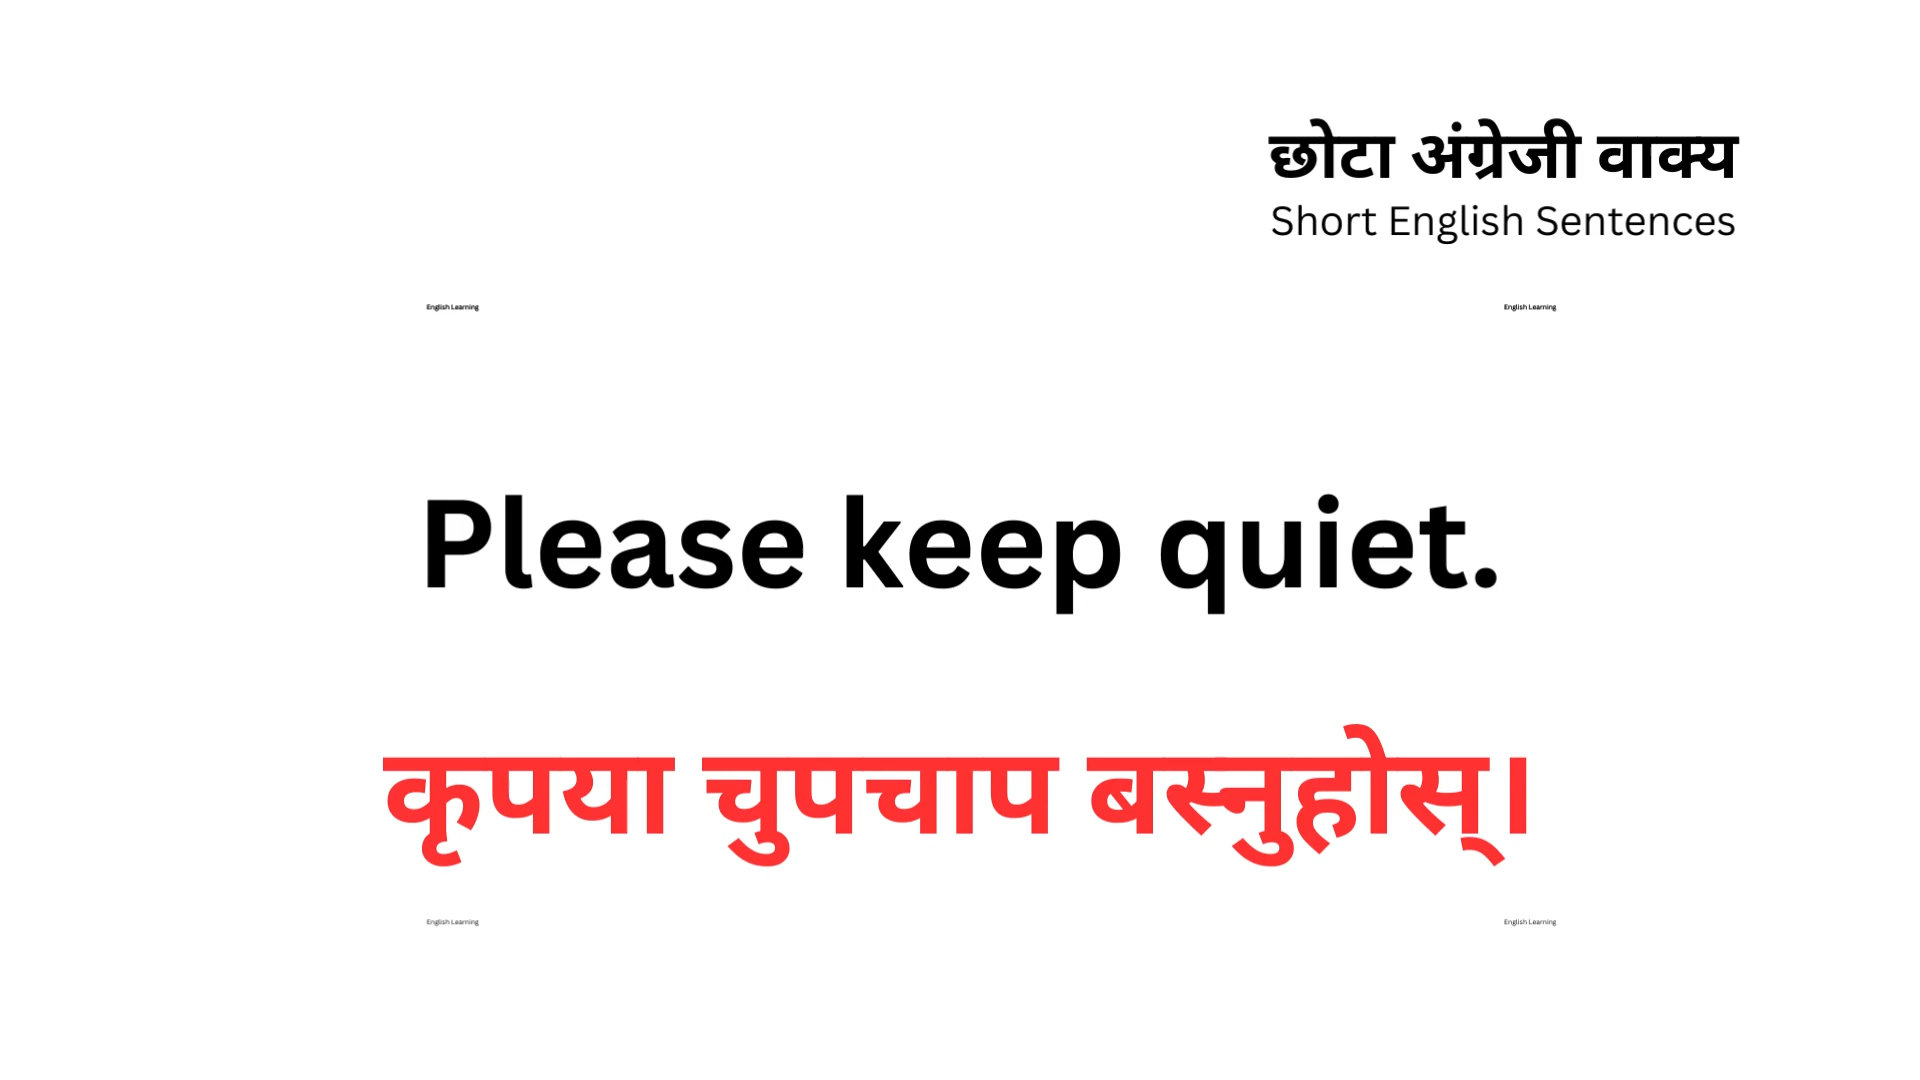 छोटा अंग्रेजी वाक्य
Short English Sentences
English Learning English Learning
Please keep quiet.
कृपया चुपचाप बस्नुहोस्।
English Learning English Learning